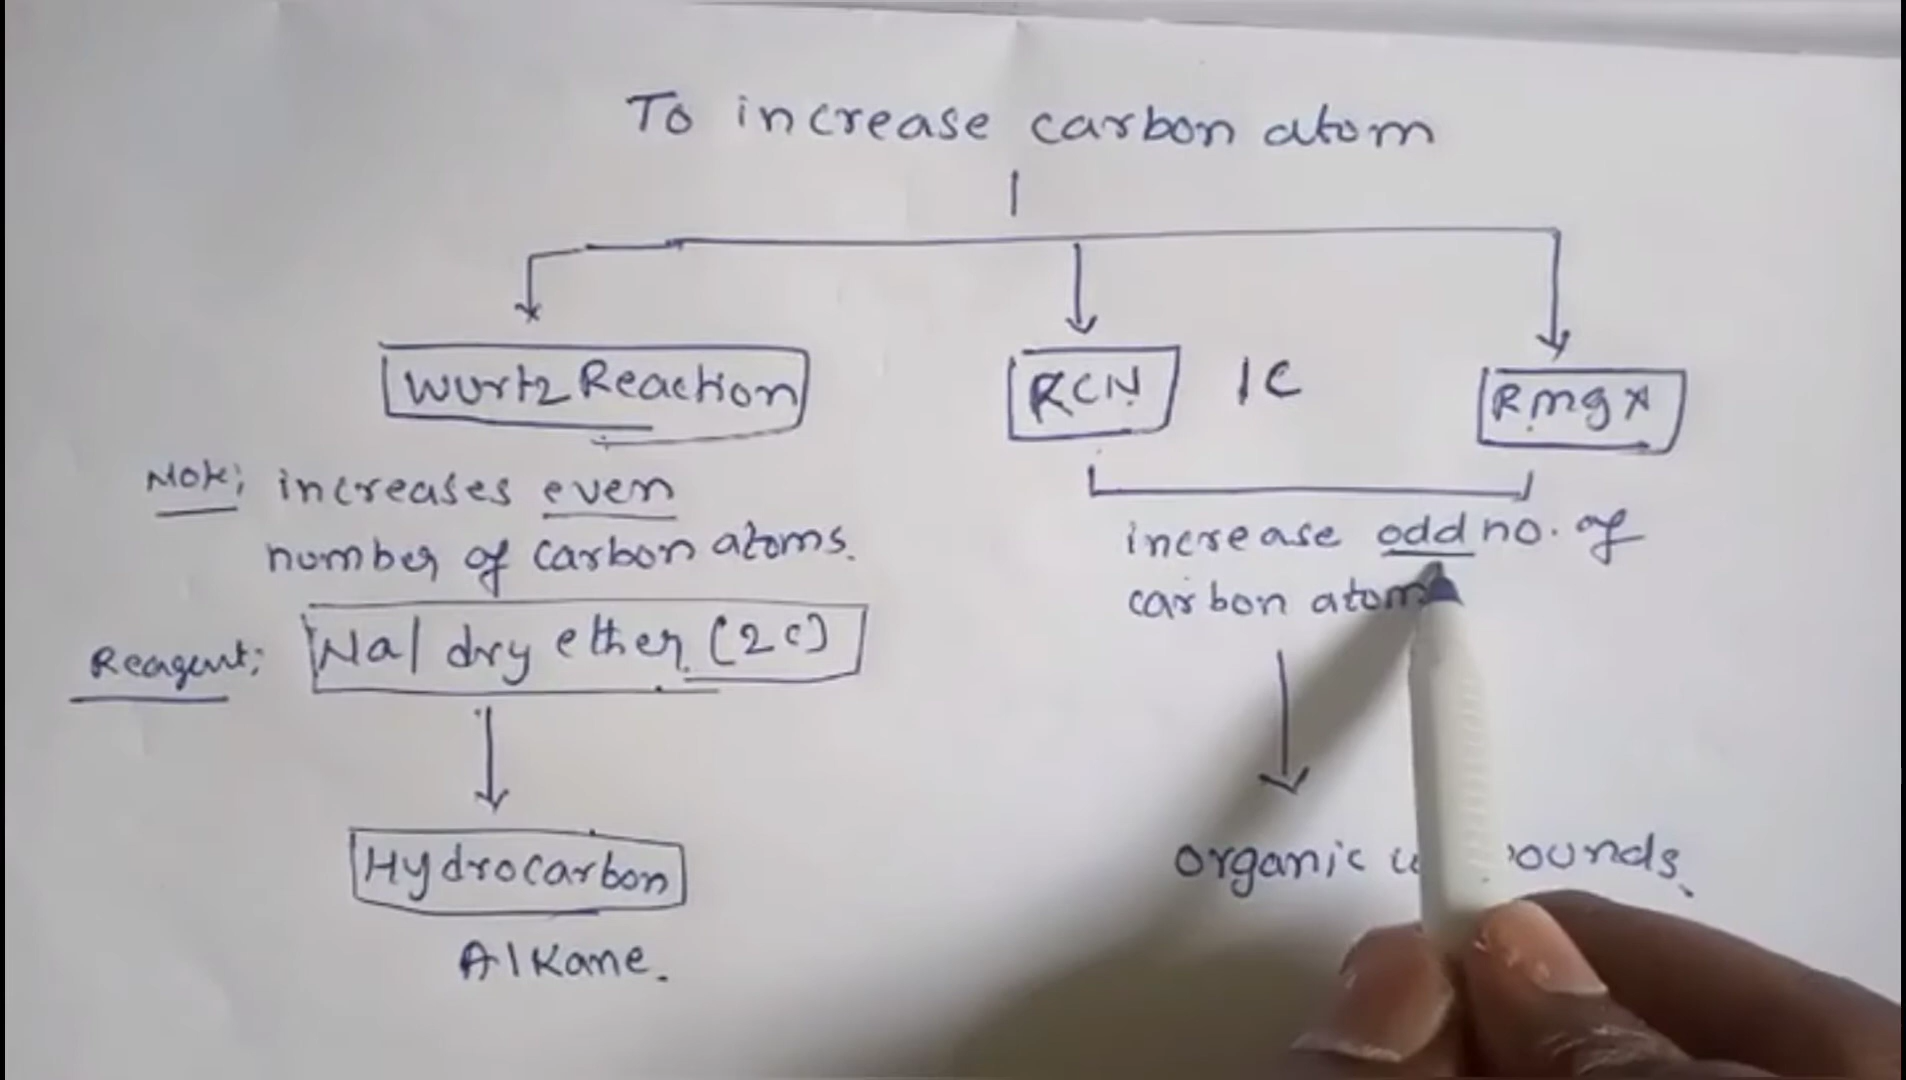 To increase carbon atom
Wurtz Reaction
RCN 1C
RmgX
Note; increases even
number of carbon atoms.
Reagent; Na/ dry ether (2C)
Hydrocarbon
Alkane.
increase odd no. of
carbon atom
organic